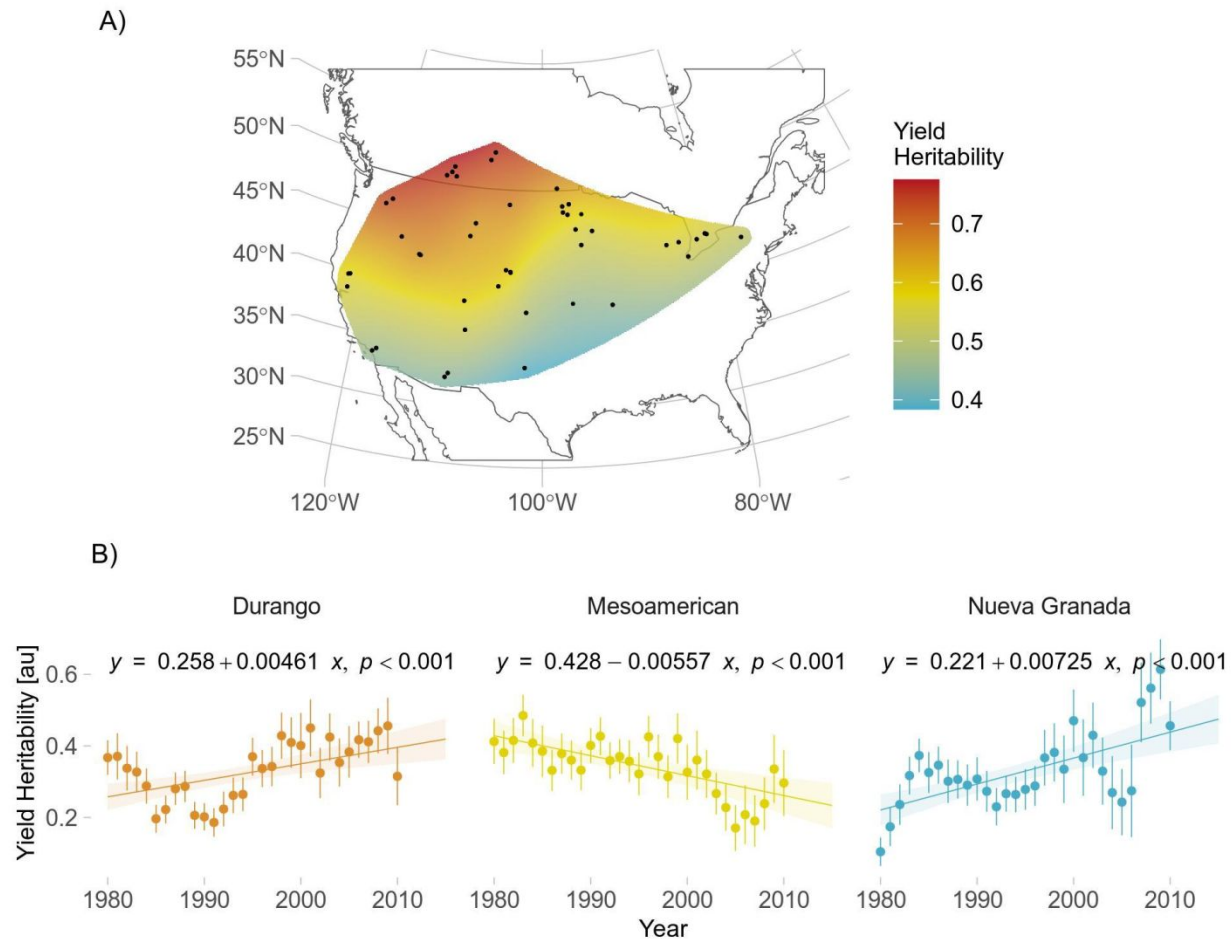 A)
55°N
50°N
45°N
40°N
35°N
30°N
25°N
120°W 100°W 80°W
Yield
Heritability
0.7
0.6
0.5
0.4
B)
Durango Mesoamerican Nueva Granada
y = 0.258 + 0.00461 x, p < 0.001 y = 0.428 − 0.00557 x, p < 0.001 y = 0.221 + 0.00725 x, p < 0.001
Yield Heritability [au]
0.6
0.4
0.2
1980 1990 2000 2010 1980 1990 2000 2010 1980 1990 2000 2010
Year